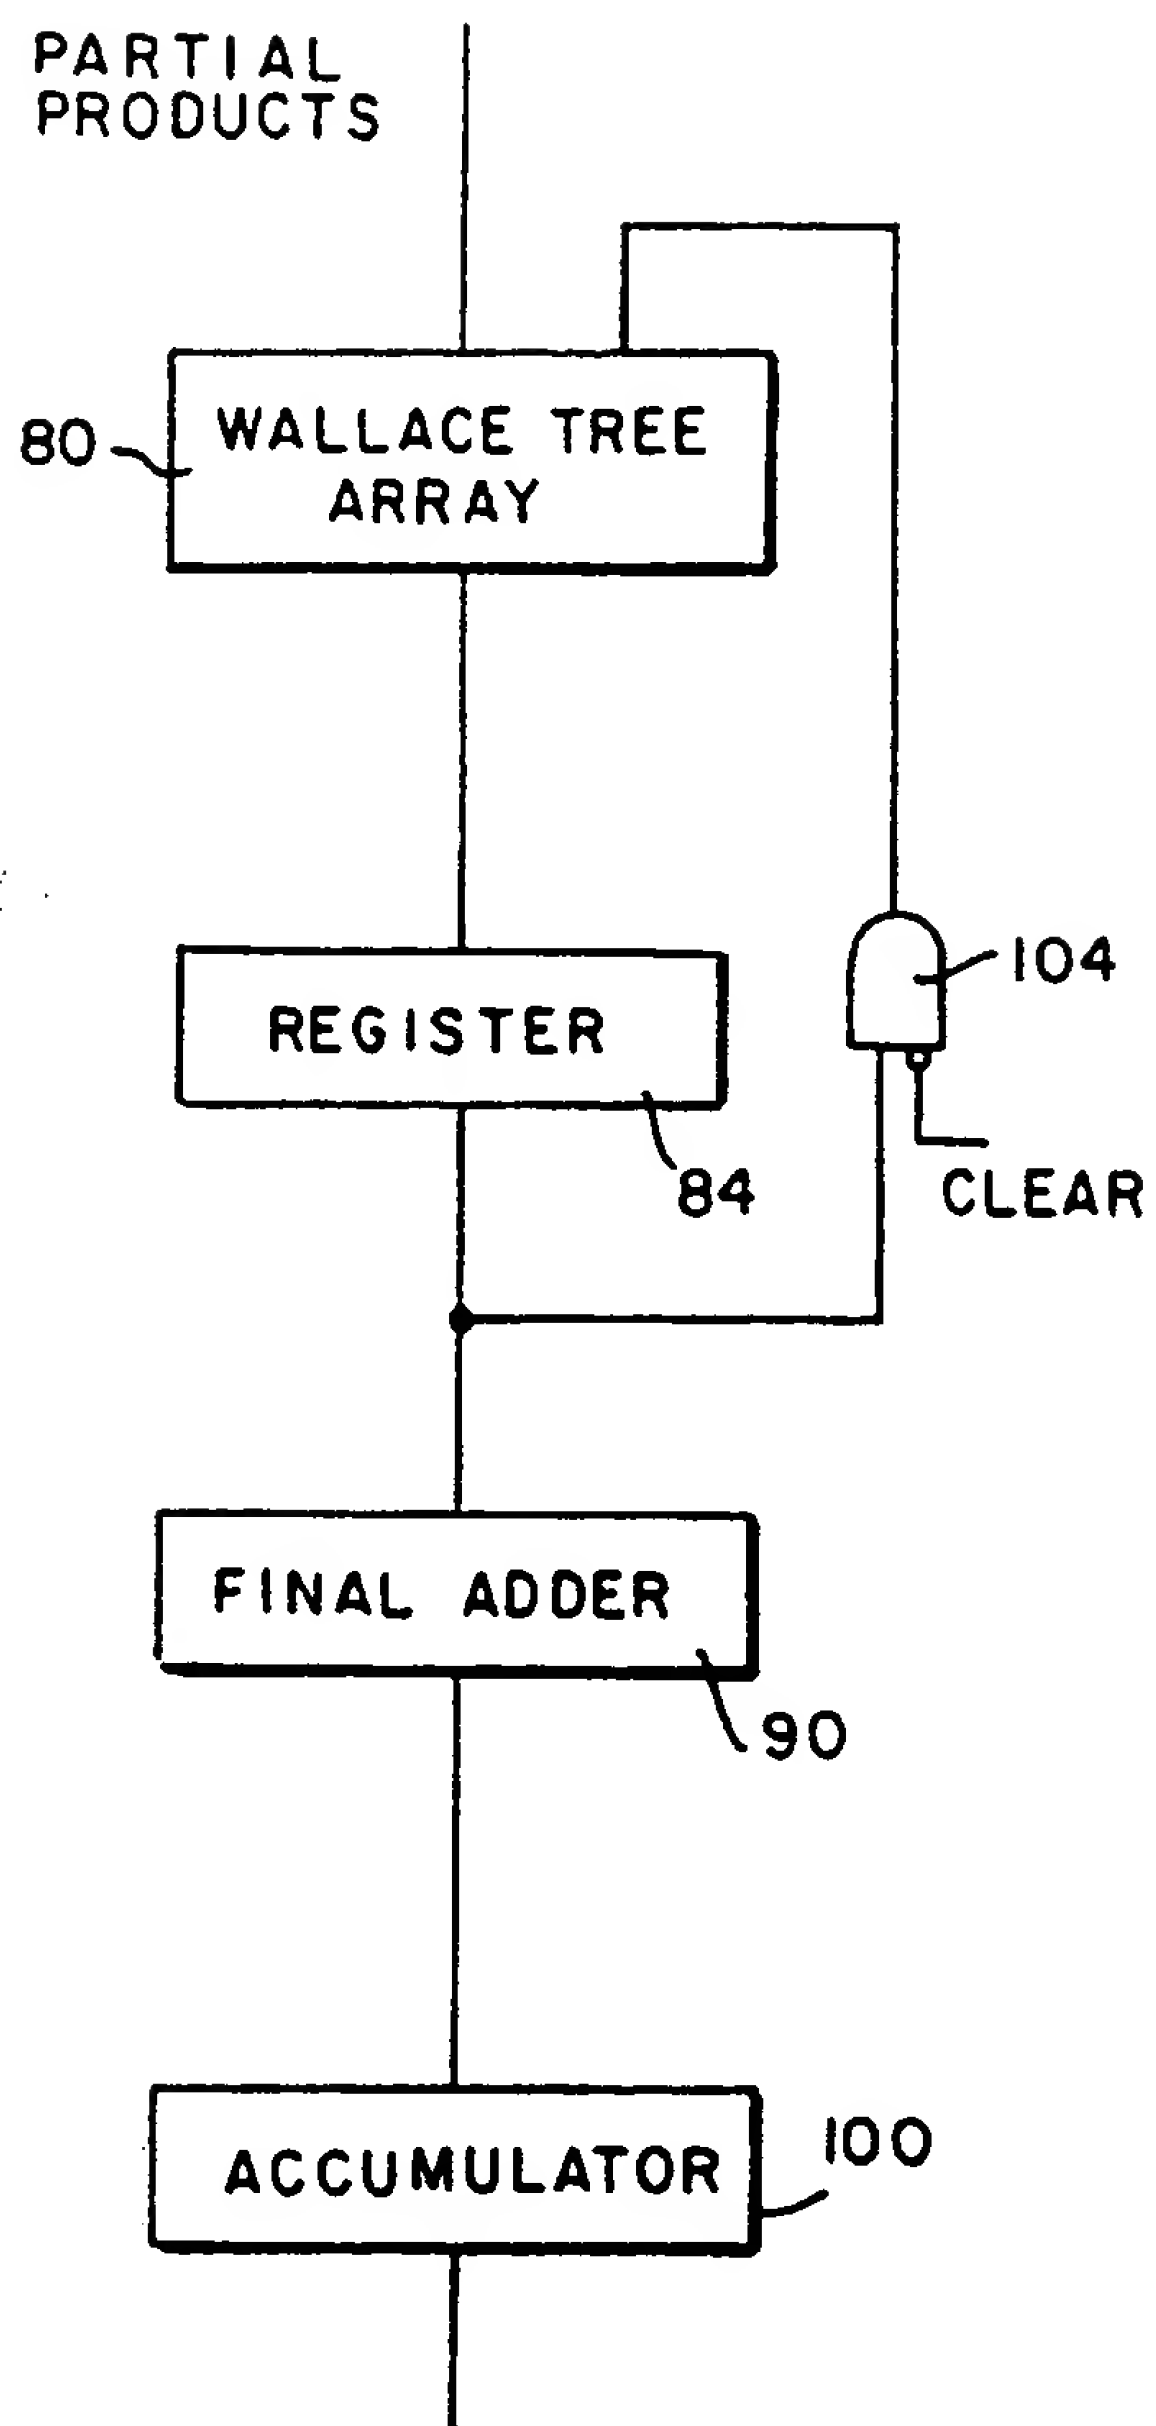 PARTIAL
PRODUCTS
80
WALLACE TREE
ARRAY
104
REGISTER
84
CLEAR
FINAL ADDER
90
100
ACCUMULATOR